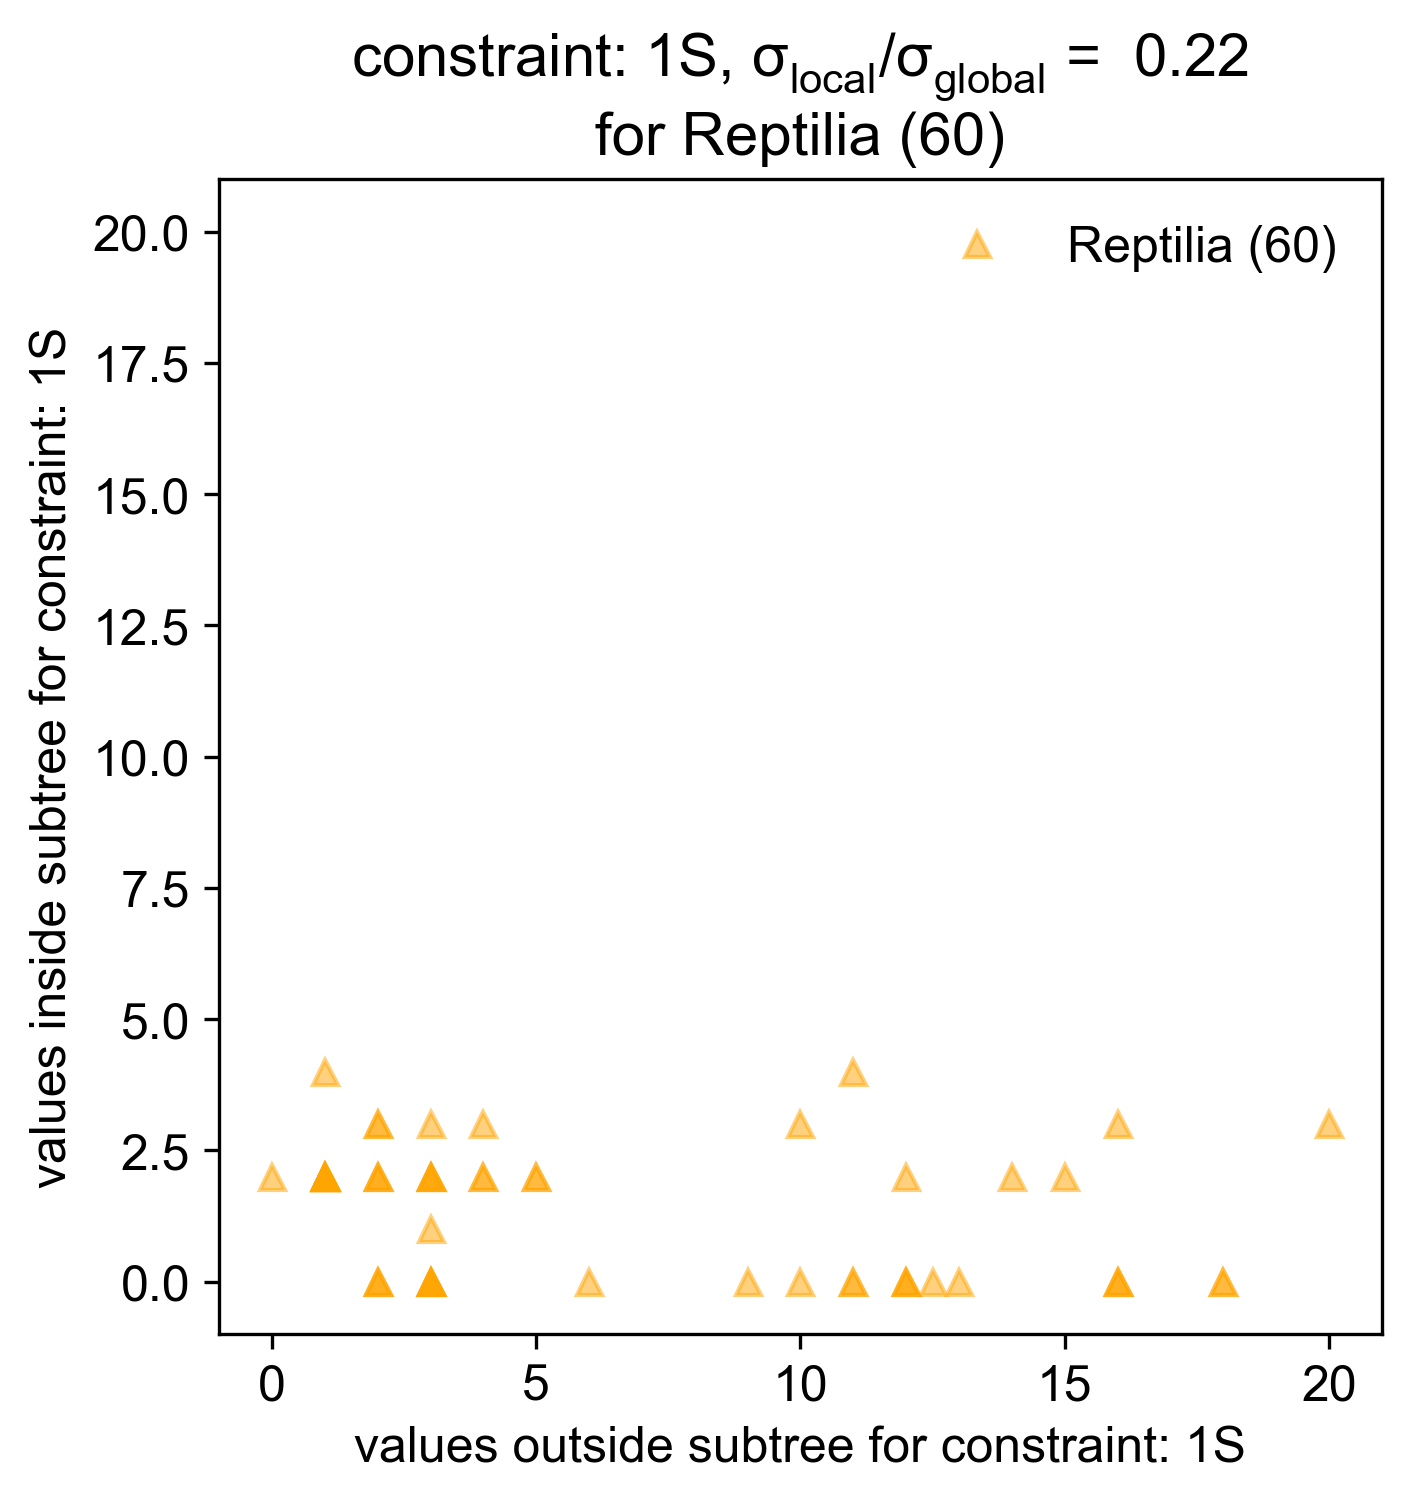 constraint: 1S, σlocal/σglobal = 0.22
for Reptilia (60)
20.0
17.5
15.0
12.5
10.0
7.5
5.0
2.5
0.0
values inside subtree for constraint: 1S
Reptilia (60)
0 5 10 15 20
values outside subtree for constraint: 1S